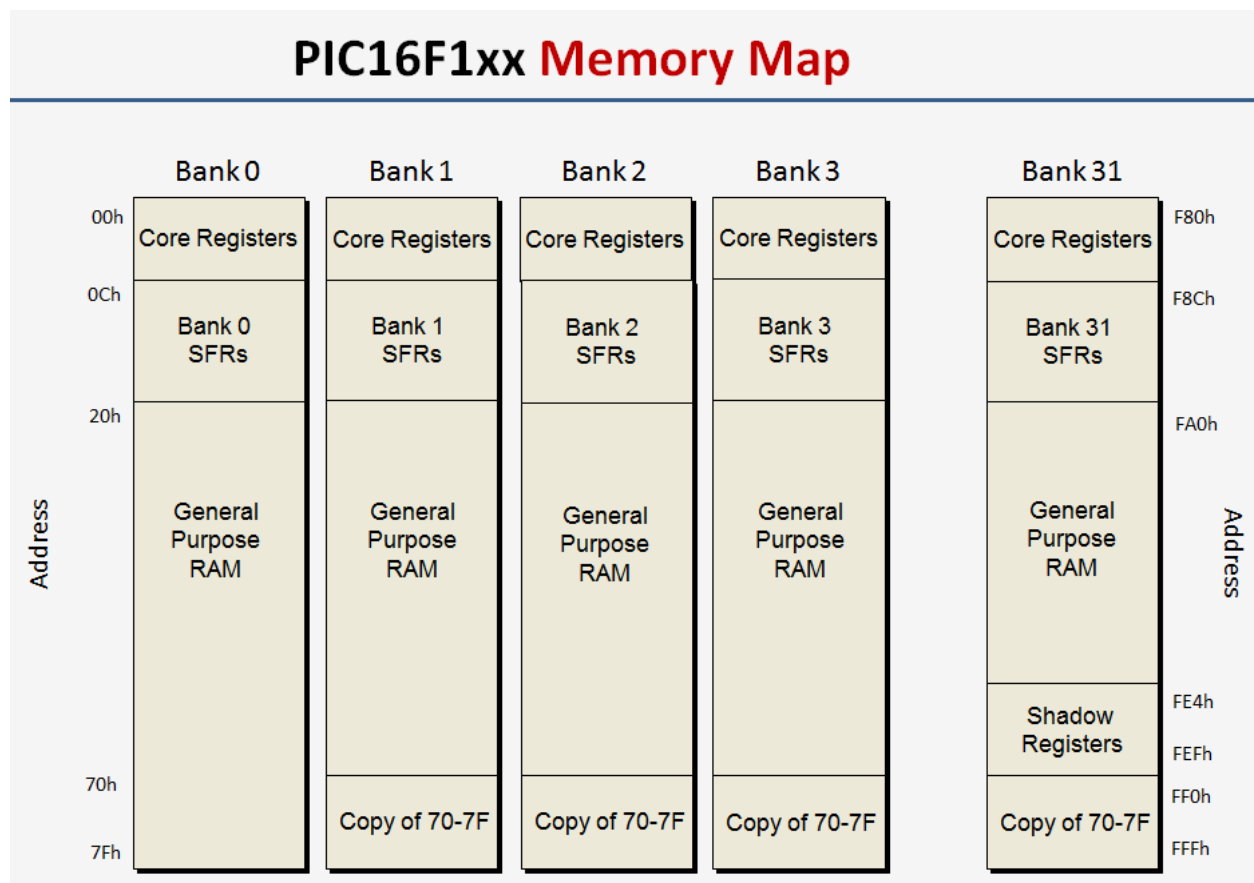 PIC16F1xx Memory Map
Bank 0
Bank 1
Bank 2
Bank 3
Bank 31
00h
Core Registers
Core Registers
Core Registers
Core Registers
Core Registers
F80h
0Ch
Bank 0
SFRs
Bank 1
SFRs
Bank 2
SFRs
Bank 3
SFRs
Bank 31
SFRs
F8Ch
20h
FA0h
Address
General
Purpose
RAM
General
Purpose
RAM
General
Purpose
RAM
General
Purpose
RAM
General
Purpose
RAM
Address
Shadow
Registers
FE4h
FEFh
70h
Copy of 70-7F
Copy of 70-7F
Copy of 70-7F
Copy of 70-7F
FF0h
7Fh
FFFh